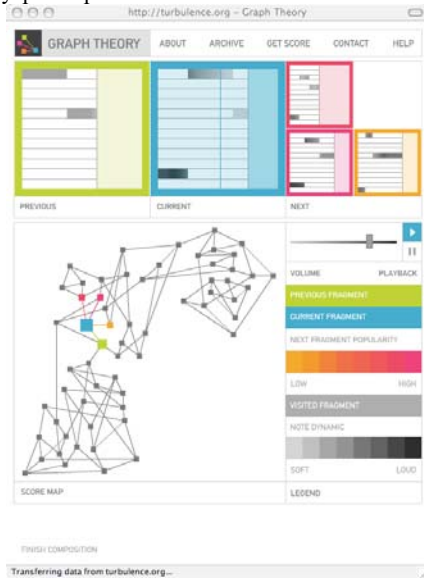 http://turbulence.org – Graph Theory
GRAPH THEORY ABOUT ARCHIVE GET SCORE CONTACT HELP
PREVIOUS CURRENT NEXT
VOLUME PLAYBACK
PREVIOUS FRAGMENT
CURRENT FRAGMENT
NEXT FRAGMENT POPULARITY
LOW HIGH
VISITED FRAGMENT
NOTE DYNAMIC
SOFT LOUD
SCORE MAP LEGEND
FINISH COMPOSITION
Transferring data from turbulence.org...